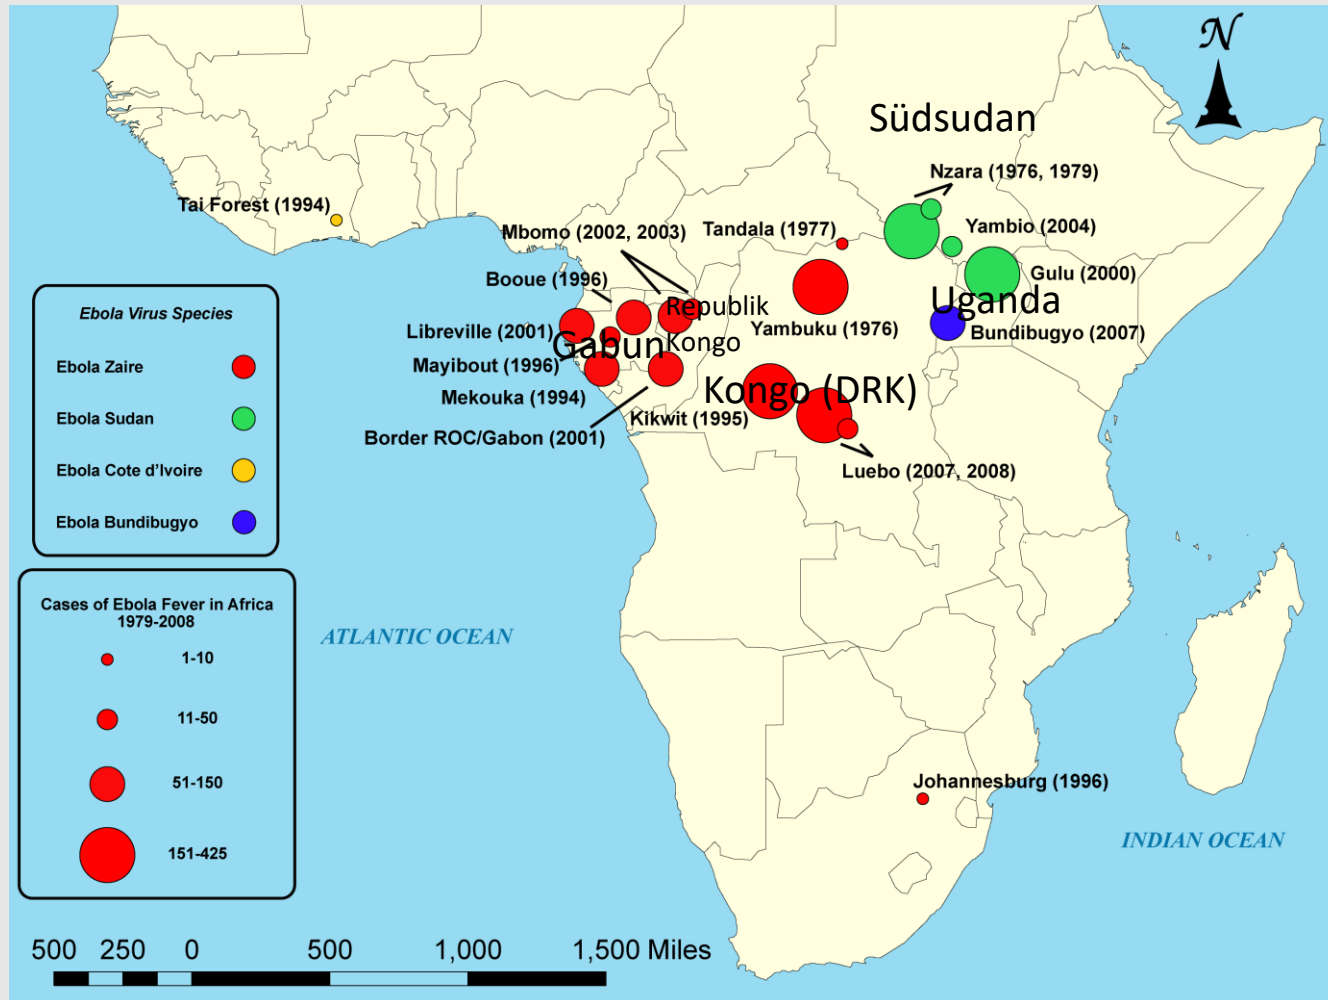 N
Südsudan
Nzara (1976, 1979)
Tai Forest (1994)
Mbomo (2002, 2003)
Tandala (1977)
Yambio (2004)
Booue (1996)
Gulu (2000)
Uganda
Republik
Kongo
Libreville (2001)
Yambuku (1976)
Bundibugyo (2007)
Gabun
Mayibout (1996)
Mekouka (1994)
Kongo (DRK)
Kikwit (1995)
Border ROC/Gabon (2001)
Luebo (2007, 2008)
Ebola Virus Species
Ebola Zaire
Ebola Sudan
Ebola Cote d'Ivoire
Ebola Bundibugyo
Cases of Ebola Fever in Africa
1979-2008
1-10
11-50
51-150
151-425
ATLANTIC OCEAN
Johannesburg (1996)
INDIAN OCEAN
500 250 0 500 1,000 1,500 Miles